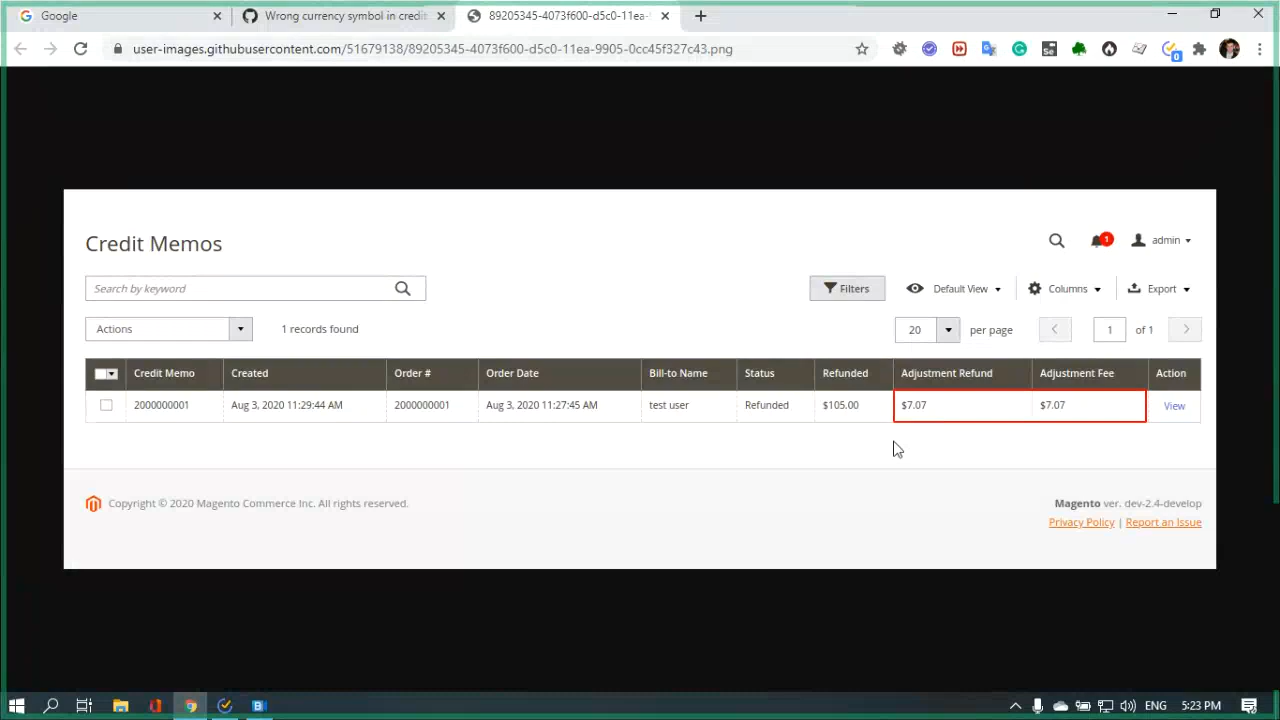 Google
Wrong currency symbol in credit
89205345-4073f600-d5c0-11ea-
user-images.githubusercontent.com/51679138/89205345-4073f600-d5c0-11ea-9905-0cc45f327c43.png
Se
0
Credit Memos
1
admin
Search by keyword
Filters
Default View
Columns
Export
Actions
1 records found
20
per page
1
of 1
Credit Memo Created Order # Order Date Bill-to Name Status Refunded Adjustment Refund Adjustment Fee Action
2000000001 Aug 3, 2020 11:29:44 AM 2000000001 Aug 3, 2020 11:27:45 AM test user Refunded $105.00 $7.07 $7.07 View
Copyright © 2020 Magento Commerce Inc. All rights reserved.
Magento ver. dev-2.4-develop
Privacy Policy | Report an Issue
ENG
5:23 PM